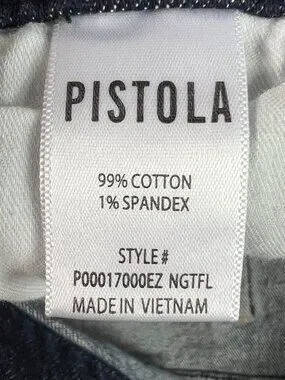 PISTOLA
99% COTTON
1% SPANDEX
STYLE#
P00017000EZ NGTFL
MADE IN VIETNAM